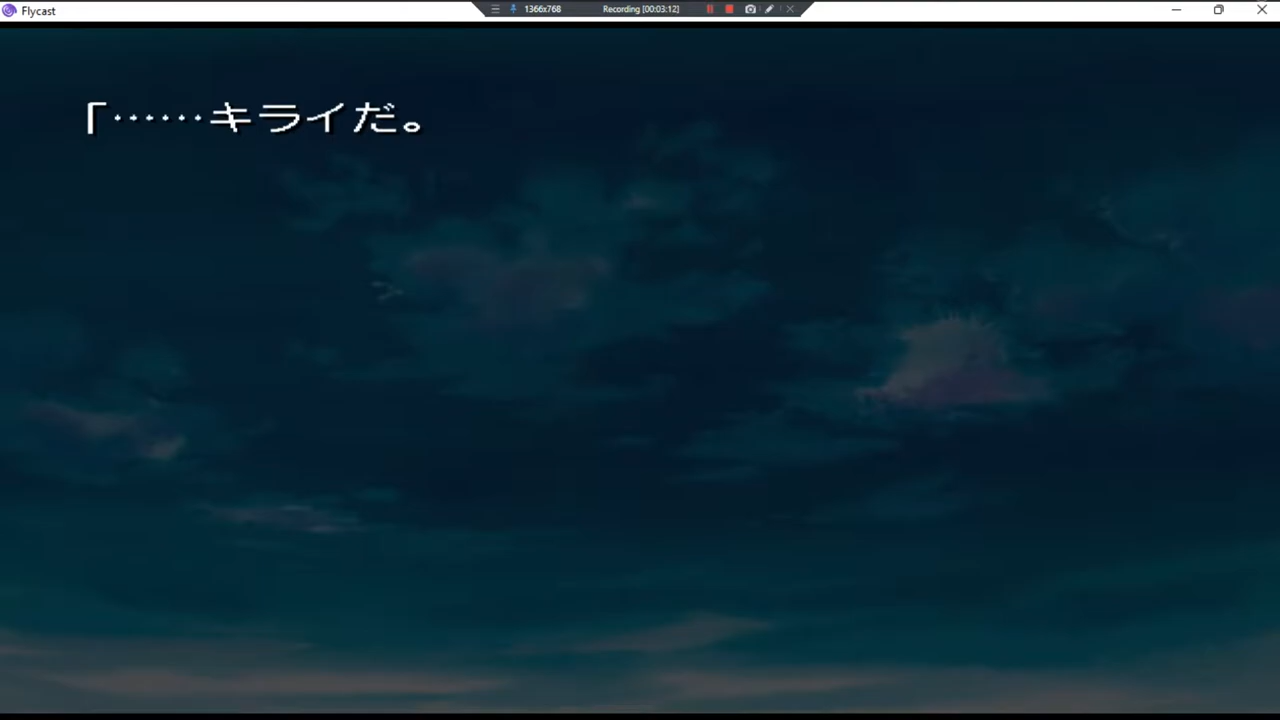 Flycast
1366x768
Recording [00:03:12]
「……キライだ。